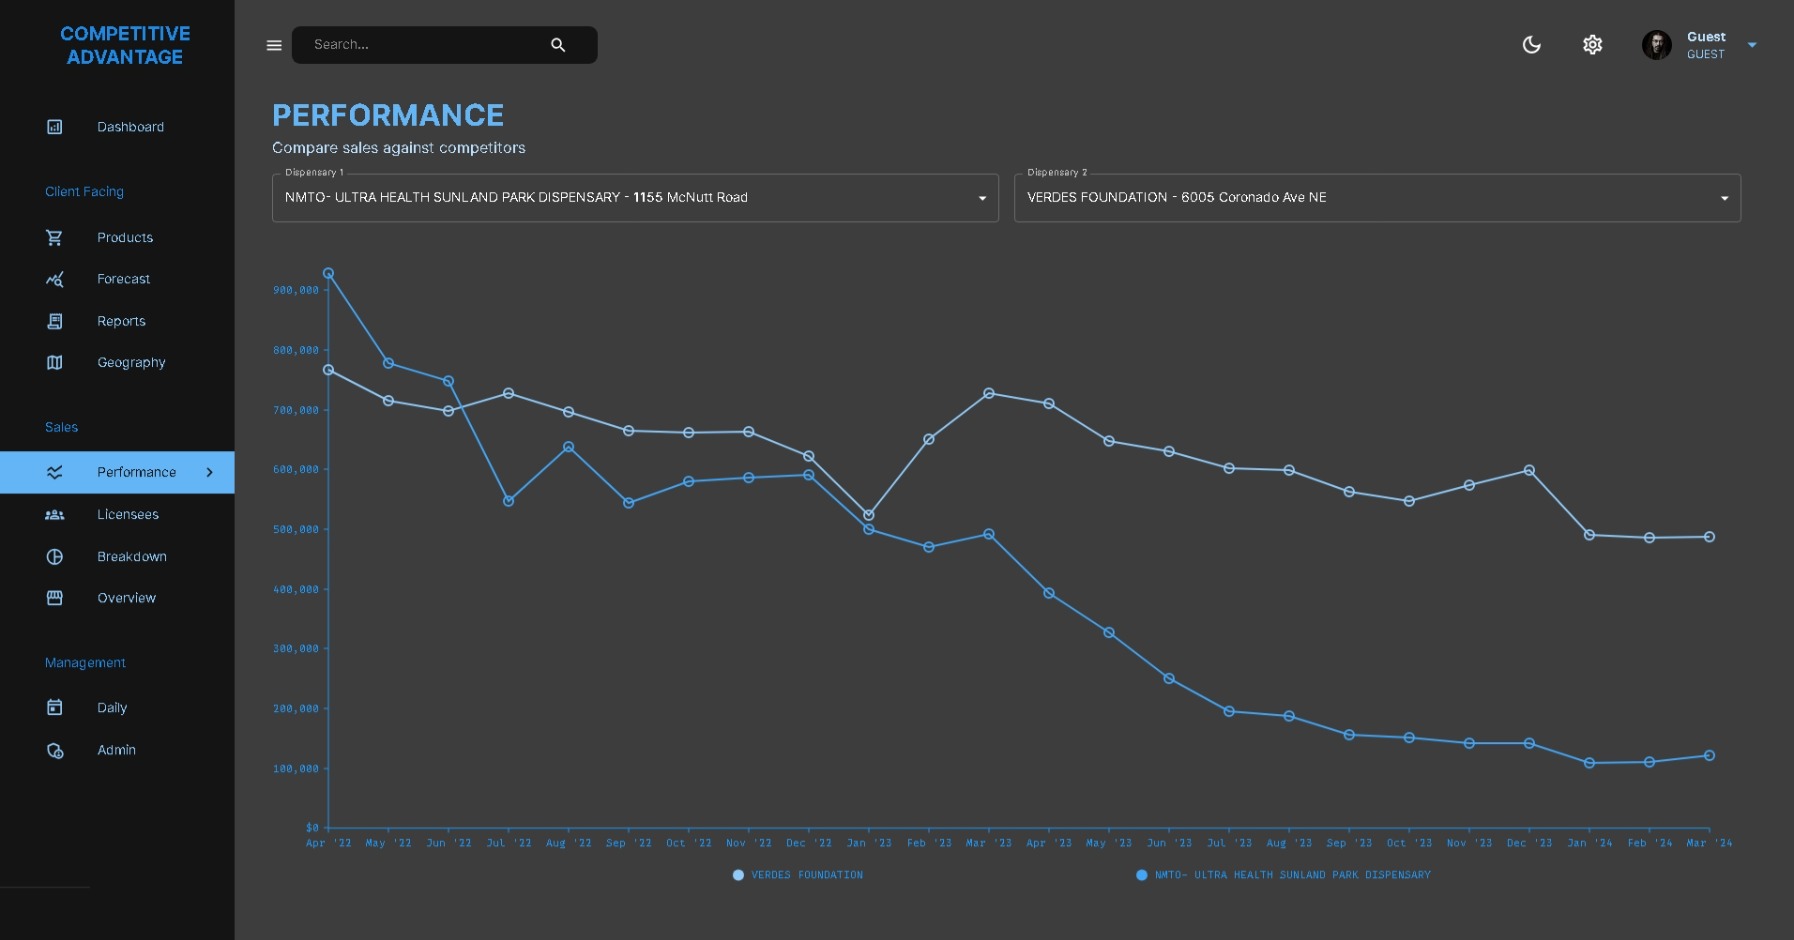 COMPETITIVE
ADVANTAGE
Dashboard
Client Facing
Products
Forecast
Reports
Geography
Sales
Performance
Licensees
Breakdown
Overview
Management
Daily
Admin
Search...
Guest
GUEST
PERFORMANCE
Compare sales against competitors
Dispensary 1
NMTO- ULTRA HEALTH SUNLAND PARK DISPENSARY - 1155 McNutt Road
Dispensary 2
VERDES FOUNDATION - 6005 Coronado Ave NE
900,000
800,000
700,000
600,000
500,000
400,000
300,000
200,000
100,000
$0
Apr '22 May '22 Jun '22 Jul '22 Aug '22 Sep '22 Oct '22 Nov '22 Dec '22 Jan '23 Feb '23 Mar '23 Apr '23 May '23 Jun '23 Jul '23 Aug '23 Sep '23 Oct '23 Nov '23 Dec '23 Jan '24 Feb '24 Mar '24
VERDES FOUNDATION NMTO- ULTRA HEALTH SUNLAND PARK DISPENSARY